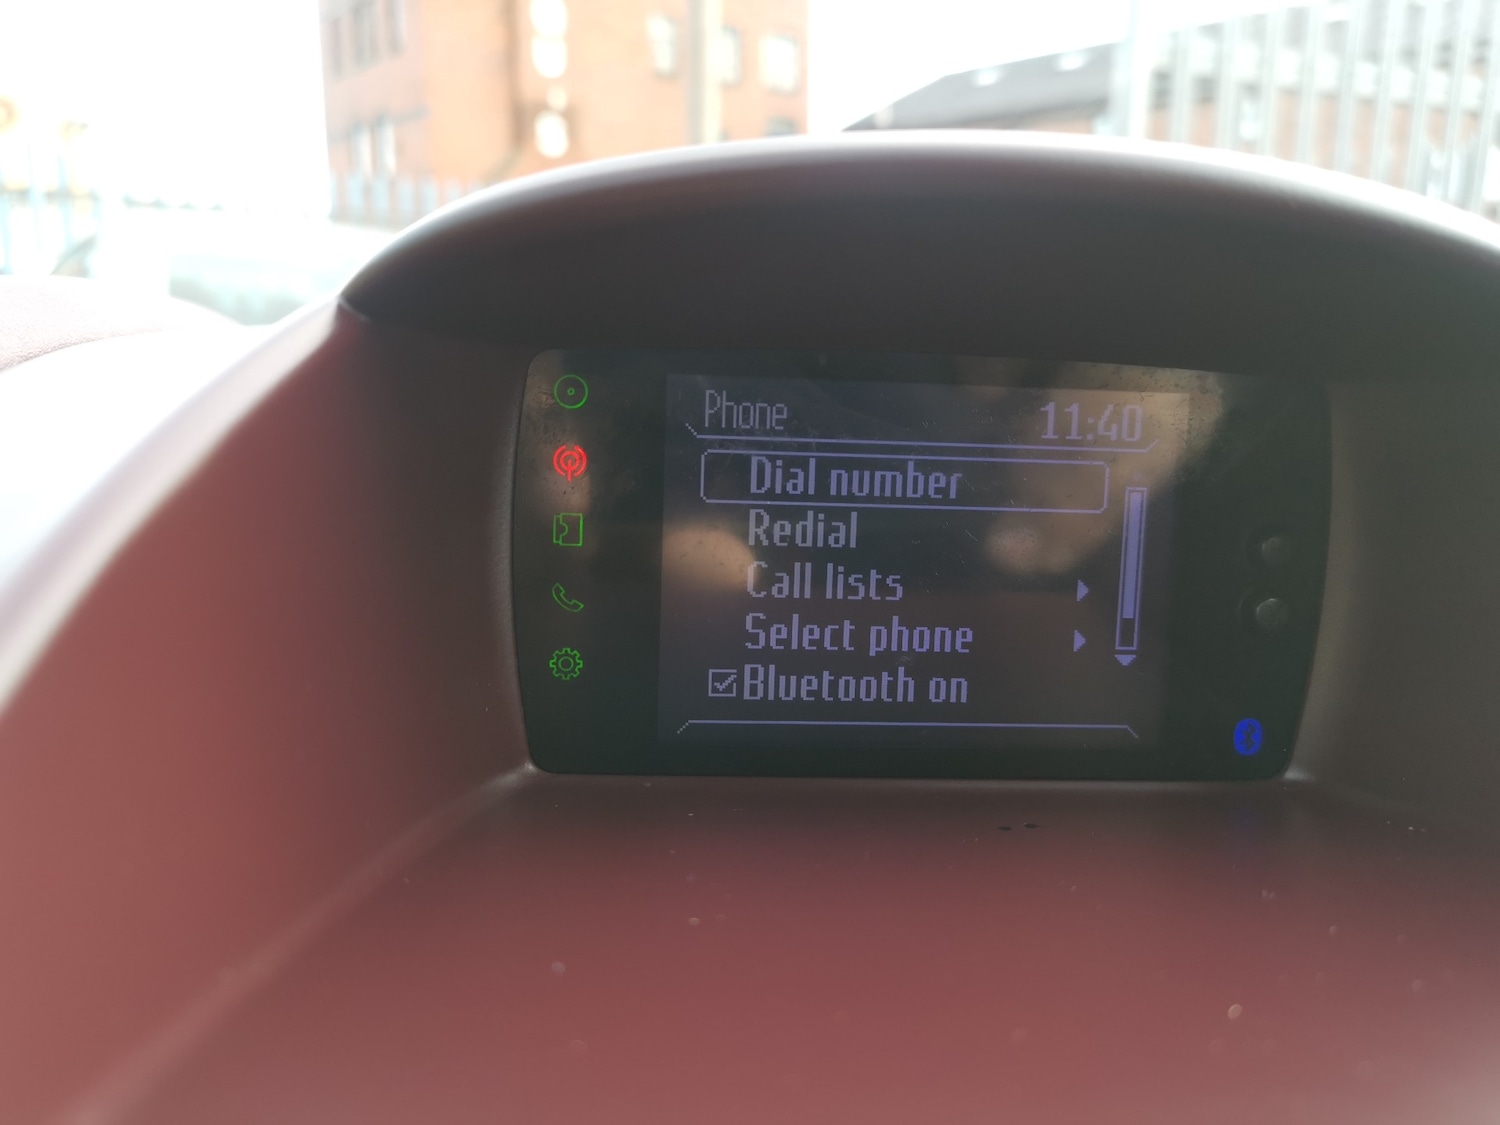 Phone 11:40
Dial number
Redial
Call lists
Select phone
Bluetooth on